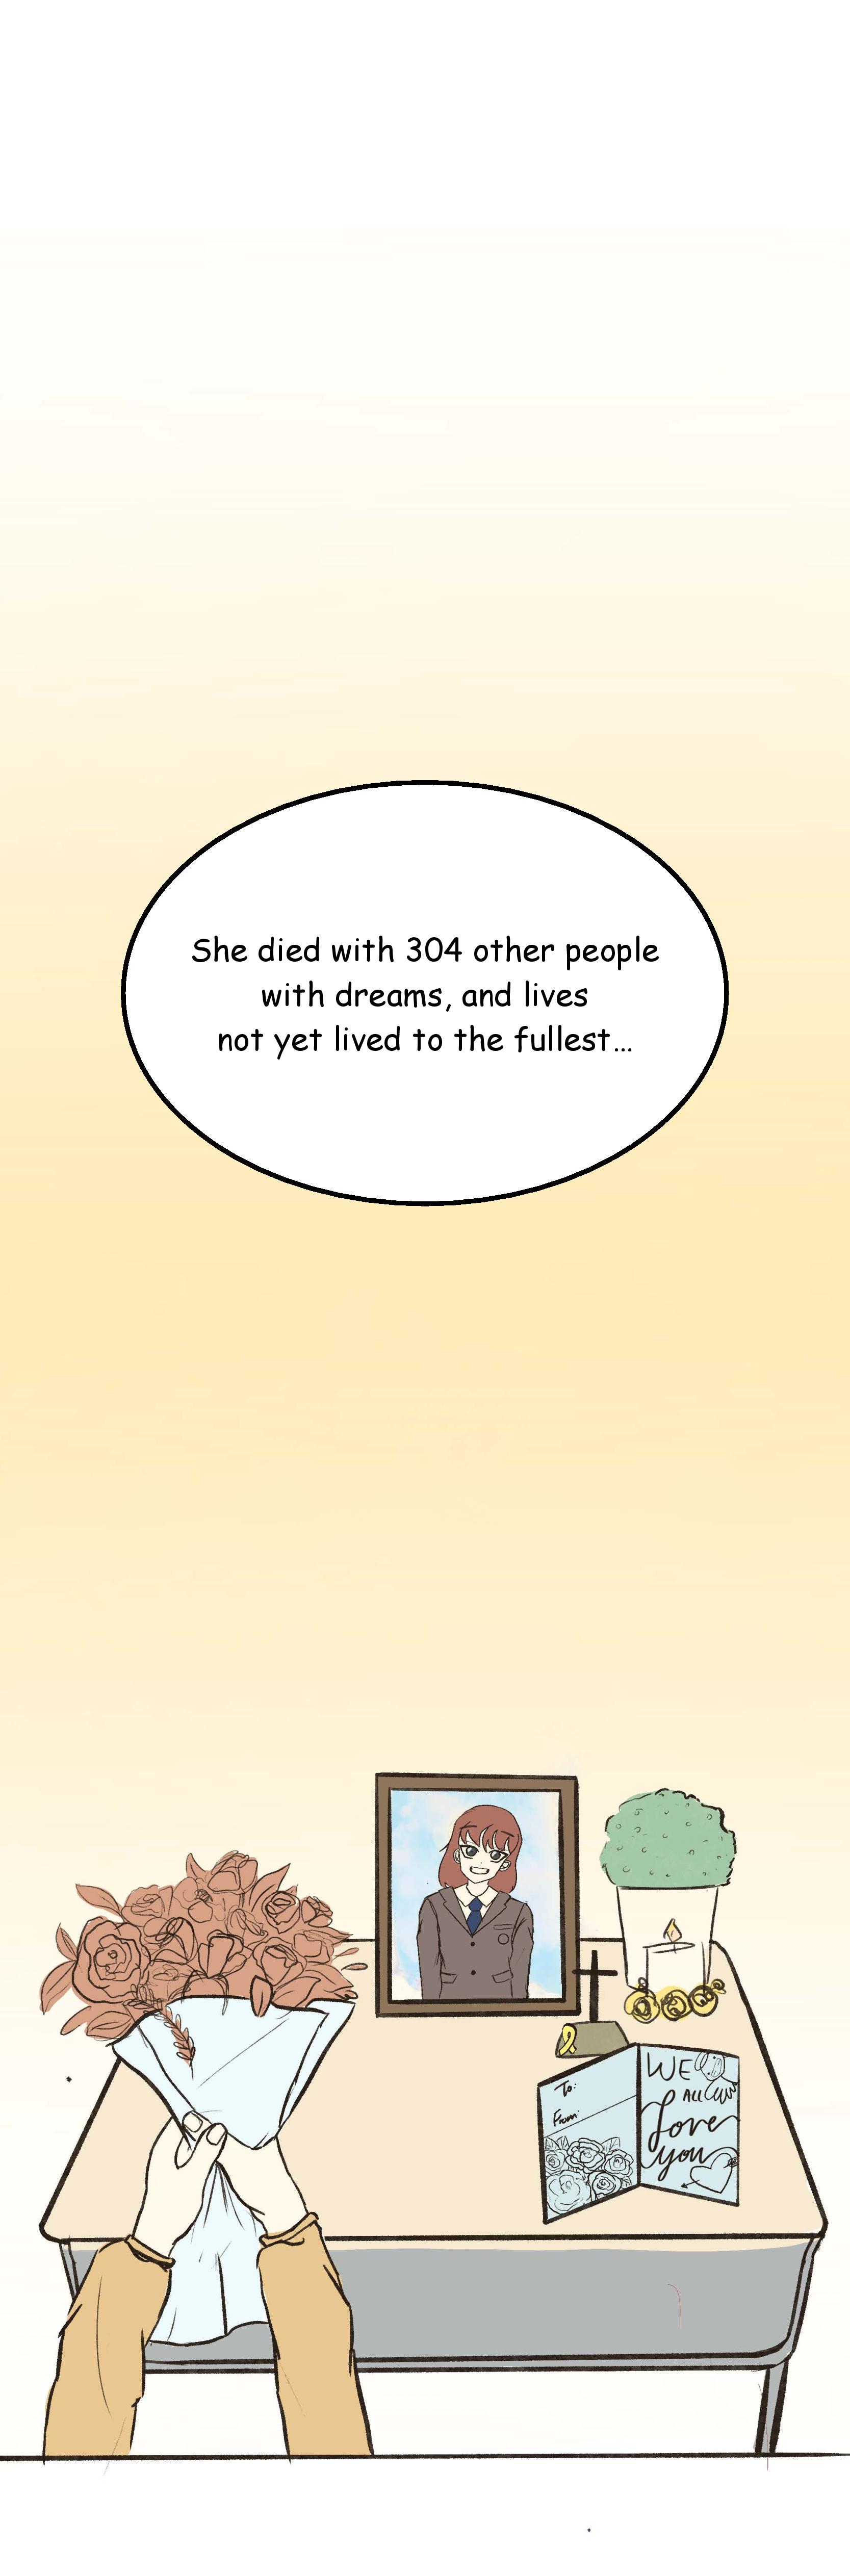 She died with 304 other people
with dreams, and lives
not yet lived to the fullest...
To:
From:
WE
ALL
Love
you